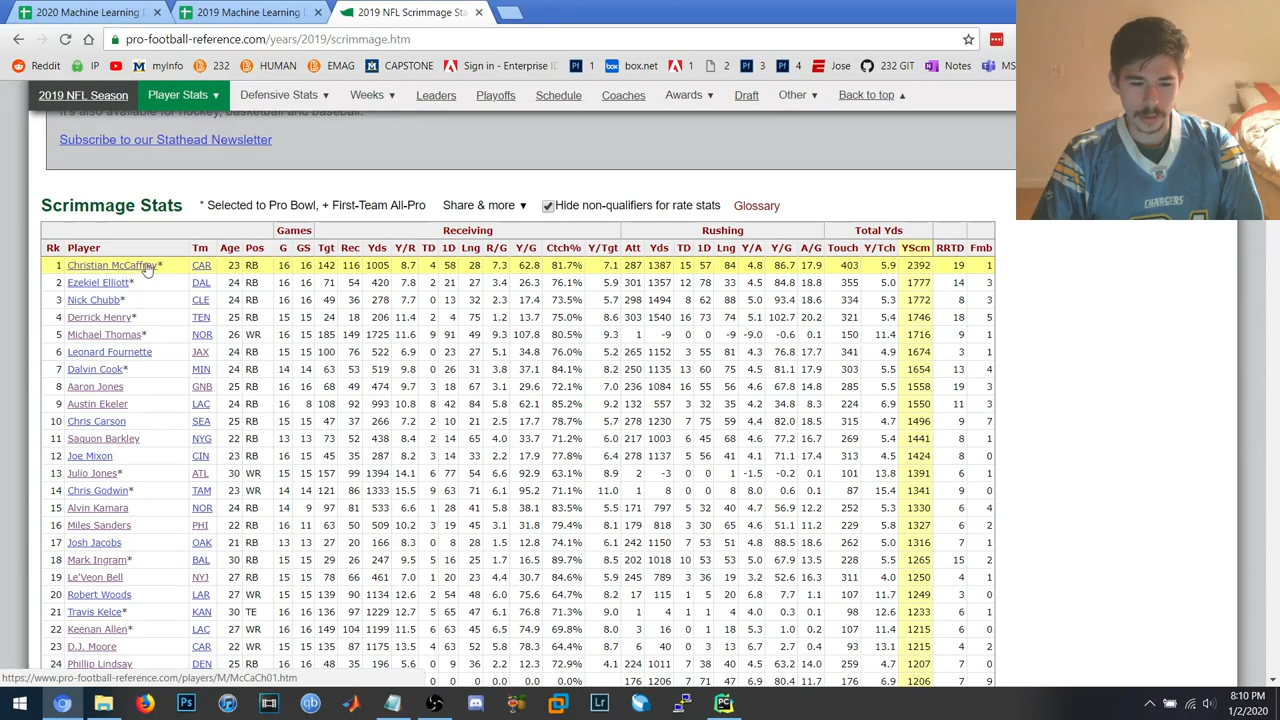 2020 Machine Learning D
2019 Machine Learning D
2019 NFL Scrimmage Sta
pro-football-reference.com/years/2019/scrimmage.htm
Reddit IP myInfo 232 HUMAN EMAG CAPSTONE Sign in - Enterprise ID 1 box.net 1 2 3 4 Jose 232 GIT Notes MS
2019 NFL Season Player Stats ▼ Defensive Stats ▼ Weeks ▼ Leaders Playoffs Schedule Coaches Awards ▼ Draft Other ▼ Back to top ▲
It's also available for hockey, basketball and baseball.
Subscribe to our Stathead Newsletter
Scrimmage Stats * Selected to Pro Bowl, + First-Team All-Pro Share & more ▼ Hide non-qualifiers for rate stats Glossary
Games Receiving Rushing Total Yds
Rk Player Tm Age Pos G GS Tgt Rec Yds Y/R TD 1D Lng R/G Y/G Ctch% Y/Tgt Att Yds TD 1D Lng Y/A Y/G A/G Touch Y/Tch YScm RRTD Fmb
1 Christian McCaffrey* CAR 23 RB 16 16 142 116 1005 8.7 4 58 28 7.3 62.8 81.7% 7.1 287 1387 15 57 84 4.8 86.7 17.9 403 5.9 2392 19 1
2 Ezekiel Elliott* DAL 24 RB 16 16 71 54 420 7.8 2 21 27 3.4 26.3 76.1% 5.9 301 1357 12 78 33 4.5 84.8 18.8 355 5.0 1777 14 3
3 Nick Chubb* CLE 24 RB 16 16 49 36 278 7.7 0 13 32 2.3 17.4 73.5% 5.7 298 1494 8 62 88 5.0 93.4 18.6 334 5.3 1772 8 3
4 Derrick Henry* TEN 25 RB 15 15 24 18 206 11.4 2 4 75 1.2 13.7 75.0% 8.6 303 1540 16 73 74 5.1 102.7 20.2 321 5.4 1746 18 5
5 Michael Thomas* NOR 26 WR 16 15 185 149 1725 11.6 9 91 49 9.3 107.8 80.5% 9.3 1 -9 0 0 -9 -9.0 -0.6 0.1 150 11.4 1716 9 1
6 Leonard Fournette JAX 24 RB 15 15 100 76 522 6.9 0 23 27 5.1 34.8 76.0% 5.2 265 1152 3 55 81 4.3 76.8 17.7 341 4.9 1674 3 1
7 Dalvin Cook* MIN 24 RB 14 14 63 53 519 9.8 0 26 31 3.8 37.1 84.1% 8.2 250 1135 13 60 75 4.5 81.1 17.9 303 5.5 1654 13 4
8 Aaron Jones GNB 25 RB 16 16 68 49 474 9.7 3 18 67 3.1 29.6 72.1% 7.0 236 1084 16 55 56 4.6 67.8 14.8 285 5.5 1558 19 3
9 Austin Ekeler LAC 24 RB 16 8 108 92 993 10.8 8 42 84 5.8 62.1 85.2% 9.2 132 557 3 32 35 4.2 34.8 8.3 224 6.9 1550 11 3
10 Chris Carson SEA 25 RB 15 15 47 37 266 7.2 2 10 21 2.5 17.7 78.7% 5.7 278 1230 7 75 59 4.4 82.0 18.5 315 4.7 1496 9 7
11 Saquon Barkley NYG 22 RB 13 13 73 52 438 8.4 2 14 65 4.0 33.7 71.2% 6.0 217 1003 6 45 68 4.6 77.2 16.7 269 5.4 1441 8 1
12 Joe Mixon CIN 23 RB 16 15 45 35 287 8.2 3 14 33 2.2 17.9 77.8% 6.4 278 1137 5 56 41 4.1 71.1 17.4 313 4.5 1424 8 0
13 Julio Jones* ATL 30 WR 15 15 157 99 1394 14.1 6 77 54 6.6 92.9 63.1% 8.9 2 -3 0 0 1 -1.5 -0.2 0.1 101 13.8 1391 6 1
14 Chris Godwin* TAM 23 WR 14 14 121 86 1333 15.5 9 63 71 6.1 95.2 71.1% 11.0 1 8 0 0 8 8.0 0.6 0.1 87 15.4 1341 9 0
15 Alvin Kamara NOR 24 RB 14 9 97 81 533 6.6 1 28 41 5.8 38.1 83.5% 5.5 171 797 5 32 40 4.7 56.9 12.2 252 5.3 1330 6 4
16 Miles Sanders PHI 22 RB 16 11 63 50 509 10.2 3 19 45 3.1 31.8 79.4% 8.1 179 818 3 30 65 4.6 51.1 11.2 229 5.8 1327 6 2
17 Josh Jacobs OAK 21 RB 13 13 27 20 166 8.3 0 8 28 1.5 12.8 74.1% 6.1 242 1150 7 53 51 4.8 88.5 18.6 262 5.0 1316 7 1
18 Mark Ingram* BAL 30 RB 15 15 29 26 247 9.5 5 16 25 1.7 16.5 89.7% 8.5 202 1018 10 53 53 5.0 67.9 13.5 228 5.5 1265 15 2
19 Le'Veon Bell NYJ 27 RB 15 15 78 66 461 7.0 1 20 23 4.4 30.7 84.6% 5.9 245 789 3 36 19 3.2 52.6 16.3 311 4.0 1250 4 1
20 Robert Woods LAR 27 WR 15 15 139 90 1134 12.6 2 54 48 6.0 75.6 64.7% 8.2 17 115 1 5 20 6.8 7.7 1.1 107 11.7 1249 3 0
21 Travis Kelce* KAN 30 TE 16 16 136 97 1229 12.7 5 65 47 6.1 76.8 71.3% 9.0 1 4 1 1 4 4.0 0.3 0.1 98 12.6 1233 6 1
22 Keenan Allen* LAC 27 WR 16 16 149 104 1199 11.5 6 63 45 6.5 74.9 69.8% 8.0 3 16 0 1 18 5.3 1.0 0.2 107 11.4 1215 6 0
23 D.J. Moore CAR 22 WR 15 15 135 87 1175 13.5 4 63 52 5.8 78.3 64.4% 8.7 6 40 0 3 19 6.7 2.7 0.4 93 13.1 1215 4 2
24 Phillip Lindsay DEN 25 RB 16 16 48 35 196 5.6 0 9 36 2.2 12.3 72.9% 4.1 224 1011 7 38 40 4.5 63.2 14.0 259 4.7 1207 7 0
0 0.0 0.0 0.0% 176 1206 7 71 47 6.9 80.4 11.7 176 6.9 1206 7 9
https://www.pro-football-reference.com/players/M/McCaCh01.htm
CHARGERS
8:10 PM
1/2/2020